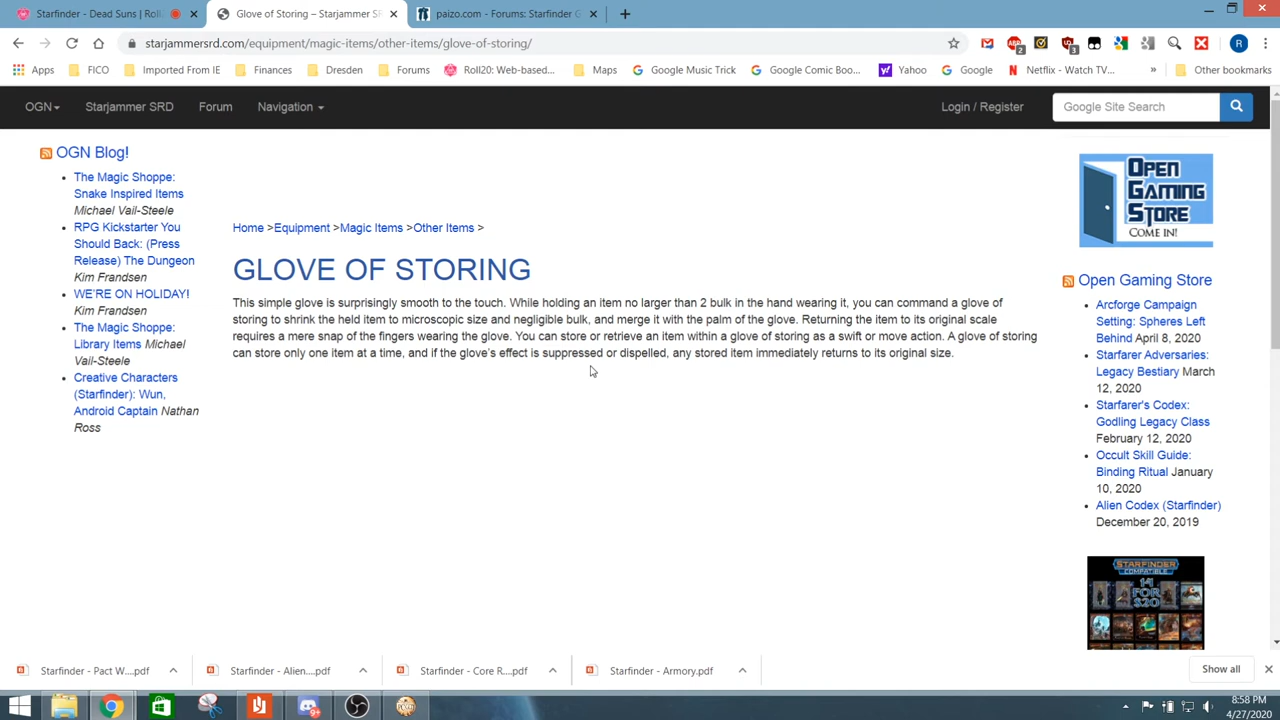 Starfinder - Dead Suns | Roll
Glove of Storing – Starjammer SR
paizo.com - Forums: Starfinder G
starjammersrd.com/equipment/magic-items/other-items/glove-of-storing/
2
3
R
Apps
FICO
Imported From IE
Finances
Dresden
Forums
Roll20: Web-based...
Maps
Google Music Trick
Google Comic Boo...
Yahoo
Google
Netflix - Watch TV...
»
Other bookmarks
OGN
Starjammer SRD
Forum
Navigation
Login / Register
Google Site Search
OGN Blog!
The Magic Shoppe:
Snake Inspired Items
Michael Vail-Steele
RPG Kickstarter You
Should Back: (Press
Release) The Dungeon
Kim Frandsen
WE'RE ON HOLIDAY!
Kim Frandsen
The Magic Shoppe:
Library Items Michael
Vail-Steele
Creative Characters
(Starfinder): Wun,
Android Captain Nathan
Ross
Home >Equipment >Magic Items >Other Items >
GLOVE OF STORING
This simple glove is surprisingly smooth to the touch. While holding an item no larger than 2 bulk in the hand wearing it, you can command a glove of
storing to shrink the held item to microscopic size and negligible bulk, and merge it with the palm of the glove. Returning the item to its original scale
requires a mere snap of the fingers wearing the glove. You can store or retrieve an item within a glove of storing as a swift or move action. A glove of storing
can store only one item at a time, and if the glove's effect is suppressed or dispelled, any stored item immediately returns to its original size.
OPEN
GAMING
STORE
COME IN!
Open Gaming Store
Arcforge Campaign
Setting: Spheres Left
Behind April 8, 2020
Starfarer Adversaries:
Legacy Bestiary March
12, 2020
Starfarer's Codex:
Godling Legacy Class
February 12, 2020
Occult Skill Guide:
Binding Ritual January
10, 2020
Alien Codex (Starfinder)
December 20, 2019
STARFINDER
COMPATIBLE
14
FOR
$20
Starfinder - Pact W....pdf
Starfinder - Alien....pdf
Starfinder - Core R....pdf
Starfinder - Armory.pdf
Show all
8:58 PM
4/27/2020